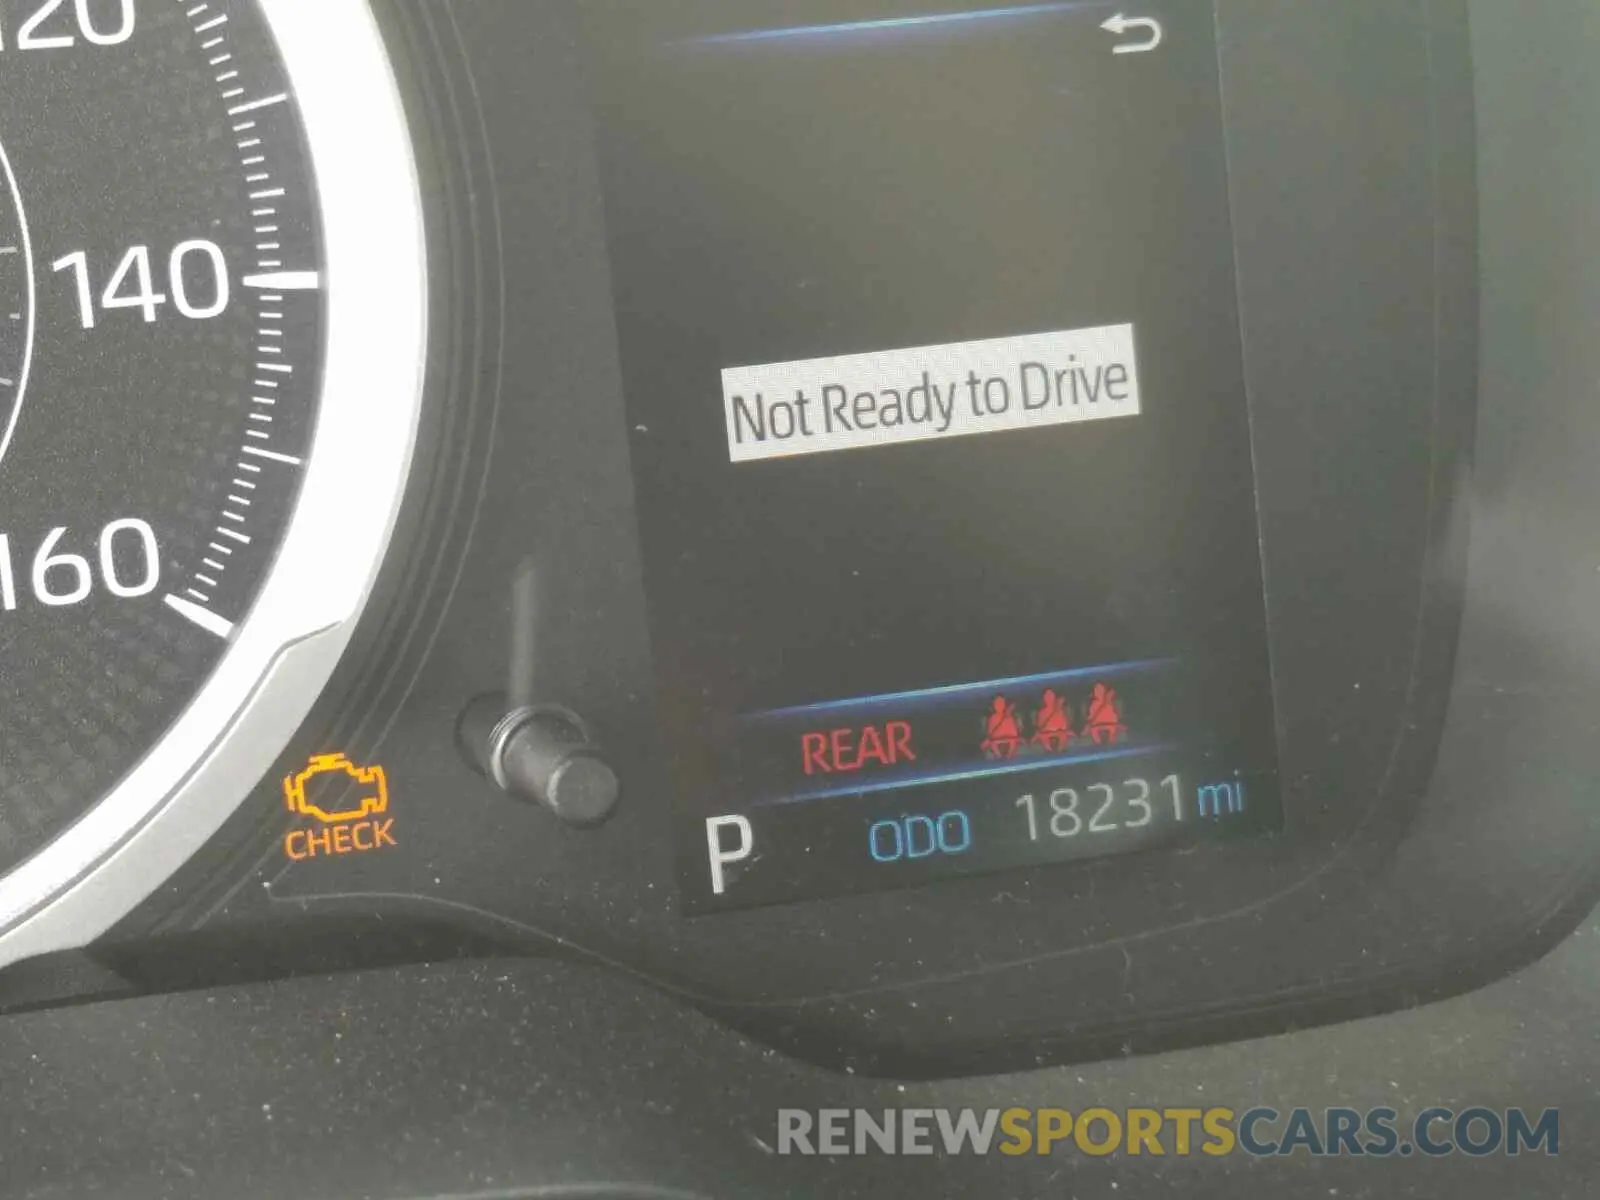 120
140
160
Not Ready to Drive
REAR
CHECK
P ODO 18231 mi
RENEWSPORTSCARS.COM